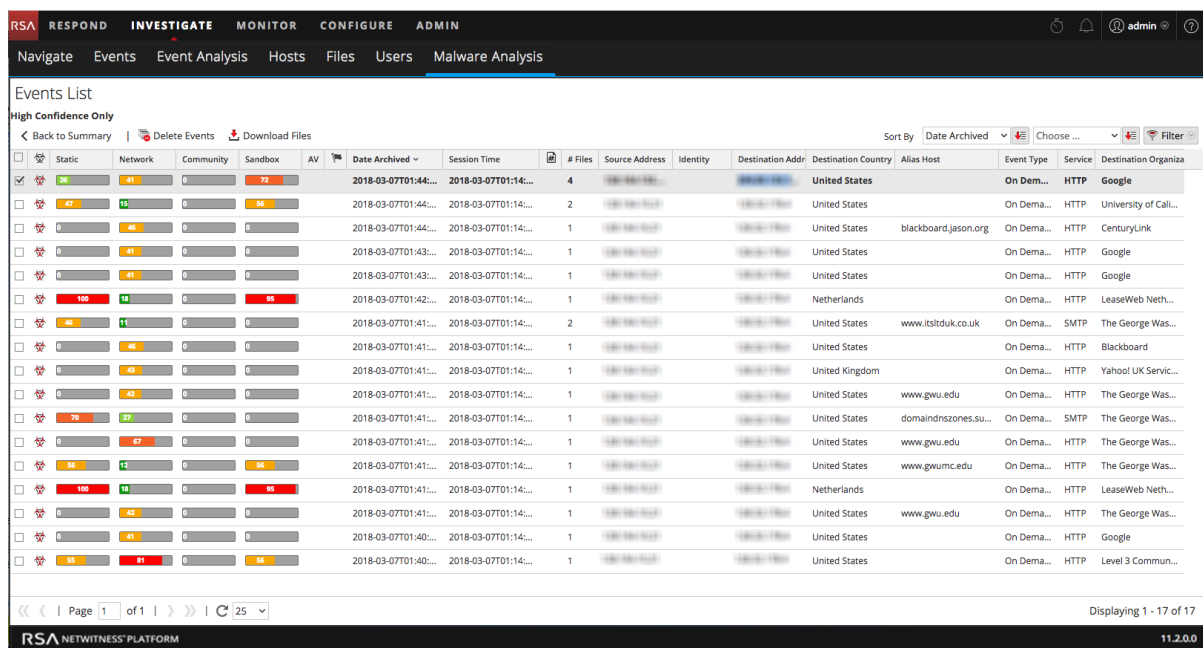 RSA RESPOND INVESTIGATE MONITOR CONFIGURE ADMIN admin
Navigate Events Event Analysis Hosts Files Users Malware Analysis
Events List
High Confidence Only
Back to Summary | Delete Events Download Files Sort By Date Archived Choose ... Filter
Static Network Community Sandbox AV Date Archived Session Time # Files Source Address Identity Destination Addr Destination Country Alias Host Event Type Service Destination Organiza
26 41 0 72 2018-03-07T01:44:... 2018-03-07T01:14:... 4 United States On Dem... HTTP Google
47 15 0 56 2018-03-07T01:44:... 2018-03-07T01:14:... 2 United States On Dema... HTTP University of Cali...
0 46 0 0 2018-03-07T01:44:... 2018-03-07T01:14:... 1 United States blackboard.jason.org On Dema... HTTP CenturyLink
0 41 0 0 2018-03-07T01:43:... 2018-03-07T01:14:... 1 United States On Dema... HTTP Google
0 41 0 0 2018-03-07T01:43:... 2018-03-07T01:14:... 1 United States On Dema... HTTP Google
100 18 0 95 2018-03-07T01:42:... 2018-03-07T01:14:... 1 Netherlands On Dema... HTTP LeaseWeb Neth...
46 11 0 0 2018-03-07T01:41:... 2018-03-07T01:14:... 2 United States www.itsltduk.co.uk On Dema... SMTP The George Was...
0 46 0 0 2018-03-07T01:41:... 2018-03-07T01:14:... 1 United States On Dema... HTTP Blackboard
0 43 0 0 2018-03-07T01:41:... 2018-03-07T01:14:... 1 United Kingdom On Dema... HTTP Yahoo! UK Servic...
0 42 0 0 2018-03-07T01:41:... 2018-03-07T01:14:... 1 United States www.gwu.edu On Dema... HTTP The George Was...
70 27 0 0 2018-03-07T01:41:... 2018-03-07T01:14:... 1 United States domaindnszones.su... On Dema... SMTP The George Was...
0 67 0 0 2018-03-07T01:41:... 2018-03-07T01:14:... 1 United States www.gwu.edu On Dema... HTTP The George Was...
56 12 0 56 2018-03-07T01:41:... 2018-03-07T01:14:... 1 United States www.gwumc.edu On Dema... HTTP The George Was...
100 18 0 95 2018-03-07T01:41:... 2018-03-07T01:14:... 1 Netherlands On Dema... HTTP LeaseWeb Neth...
0 42 0 0 2018-03-07T01:41:... 2018-03-07T01:14:... 1 United States www.gwu.edu On Dema... HTTP The George Was...
0 41 0 0 2018-03-07T01:40:... 2018-03-07T01:14:... 1 United States On Dema... HTTP Google
55 81 0 56 2018-03-07T01:40:... 2018-03-07T01:14:... 1 United States On Dema... HTTP Level 3 Commun...
| Page 1 of 1 | | 25 Displaying 1 - 17 of 17
RSA NETWITNESS® PLATFORM 11.2.0.0